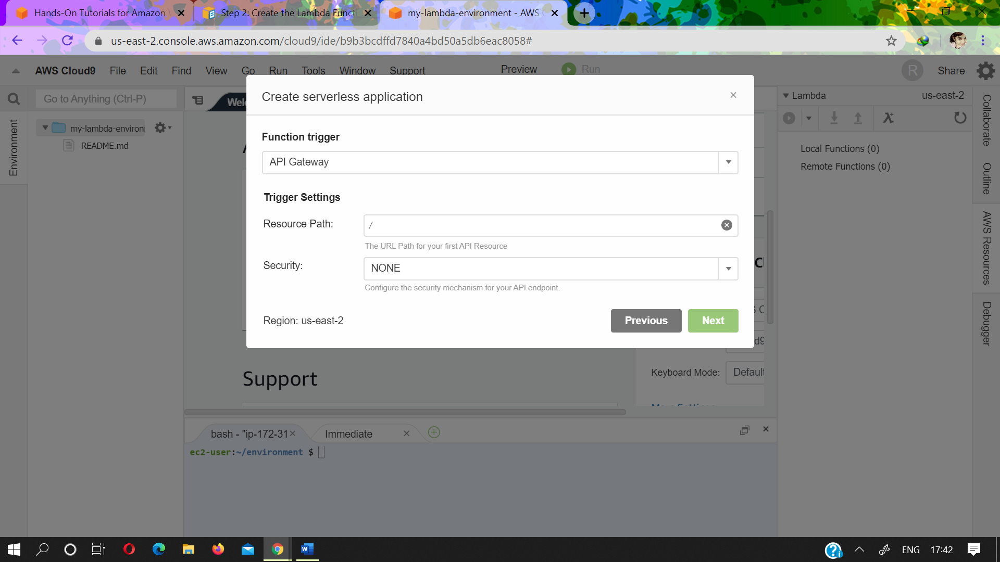 Hands-On Tutorials for Amazon
Step 2: Create the Lambda Funct
my-lambda-environment - AWS
us-east-2.console.aws.amazon.com/cloud9/ide/b9b3bcdffd7840a4bd50a5db6eac8058#
AWS Cloud9 File Edit Find View Go Run Tools Window Support Preview Run R Share
Go to Anything (Ctrl-P)
Wel
Environment
my-lambda-environ
README.md
Create serverless application
Function trigger
API Gateway
Trigger Settings
Resource Path: /
The URL Path for your first API Resource
Security: NONE
Configure the security mechanism for your API endpoint.
Region: us-east-2
Previous Next
Lambda us-east-2
Local Functions (0)
Remote Functions (0)
Collaborate
Outline
AWS Resources
Debugger
Support
Keyboard Mode: Default
bash - "ip-172-31
Immediate
ec2-user:~/environment $
ENG 17:42